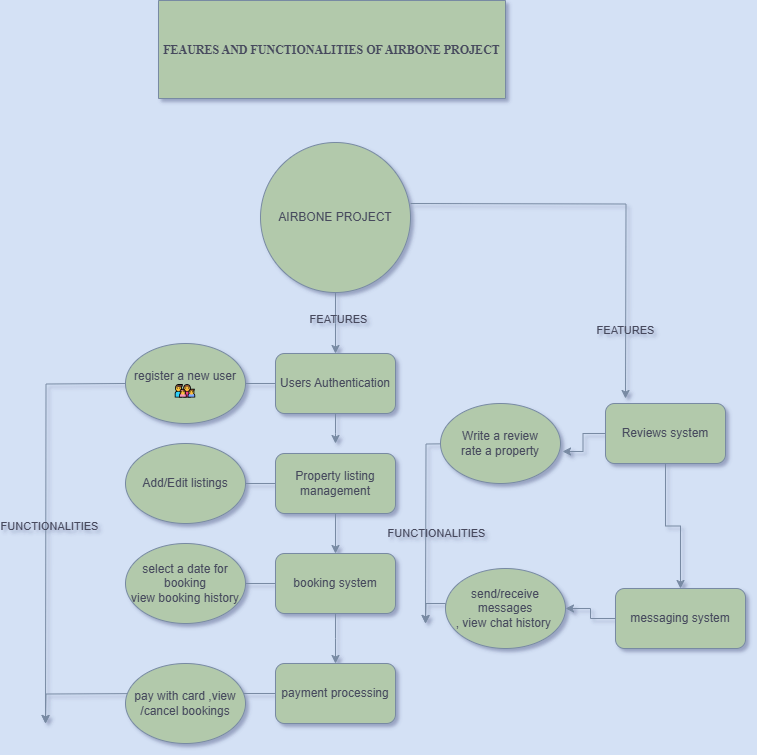 FEAURES AND FUNCTIONALITIES OF AIRBONE PROJECT
AIRBONE PROJECT
FEATURES
FEATURES
register a new user
Users Authentication
Write a review
rate a property
Reviews system
Add/Edit listings
Property listing
management
FUNCTIONALITIES
FUNCTIONALITIES
select a date for
booking
view booking history
booking system
send/receive
messages
, view chat history
messaging system
pay with card ,view
/cancel bookings
payment processing